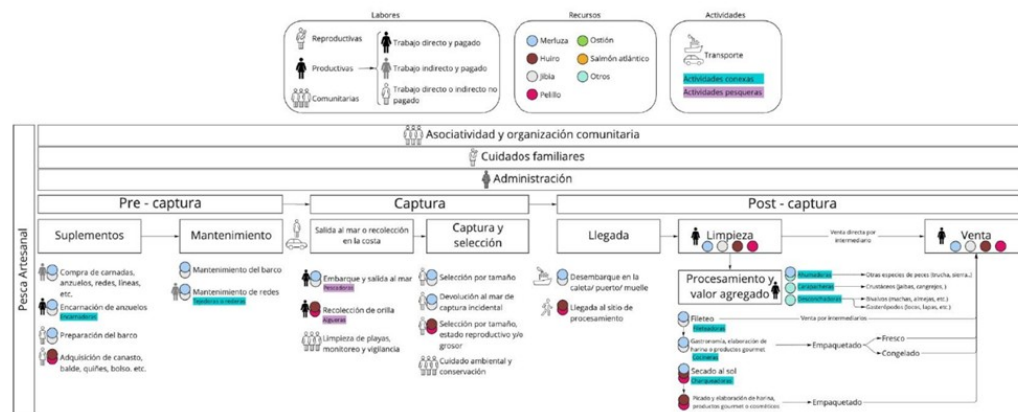 Labores
Reproductivas
Productivas
Comunitarias
Trabajo directo y pagado
Trabajo indirecto y pagado
Trabajo directo o indirecto no
pagado
Recursos
Merluza
Huiro
Jibia
Pelillo
Ostión
Salmón atlántico
Otros
Actividades
Transporte
Actividades conexas
Actividades pesqueras
Pesca Artesanal
Asociatividad y organización comunitaria
Cuidados familiares
Administración
Pre - captura
Captura
Post - captura
Suplementos
Mantenimiento
Salida al mar o recolección
en la costa
Captura y
selección
Llegada
Limpieza
Venta directa por
intermediario
Venta
Compra de carnadas,
anzuelos, redes, líneas,
etc.
Encarnación de anzuelos
Encarnadoras
Preparación del barco
Adquisición de canasto,
balde, quiñes, bolso. etc.
Mantenimiento del barco
Mantenimiento de redes
Tejedoras o rederas
Embarque y salida al mar
Pescadoras
Recolección de orilla
Algueras
Limpieza de playas,
monitoreo y vigilancia
Selección por tamaño
Devolución al mar de
captura incidental
Selección por tamaño,
estado reproductivo y/o
grosor
Cuidado ambiental y
conservación
Desembarque en la
caleta/ puerto/ muelle
Llegada al sitio de
procesamiento
Procesamiento y
valor agregado
Ahumadoras
Otras especies de peces (trucha, sierra..)
Carapacheras
Crustáceos (jaibas, cangrejos, )
Desconchadoras
Bivalvos (machas, almejas, etc.)
Gasterópodos (locos, lapas, etc.)
Fileteo
Fileteadoras
Venta por intermediarios
Gastronomía, elaboración de
harina o productos gourmet
Cocineras
Empaquetado
Fresco
Congelado
Secado al sol
Charqueadoras
Picado y elaboración de harina,
productos gourmet o cosméticos
Empaquetado